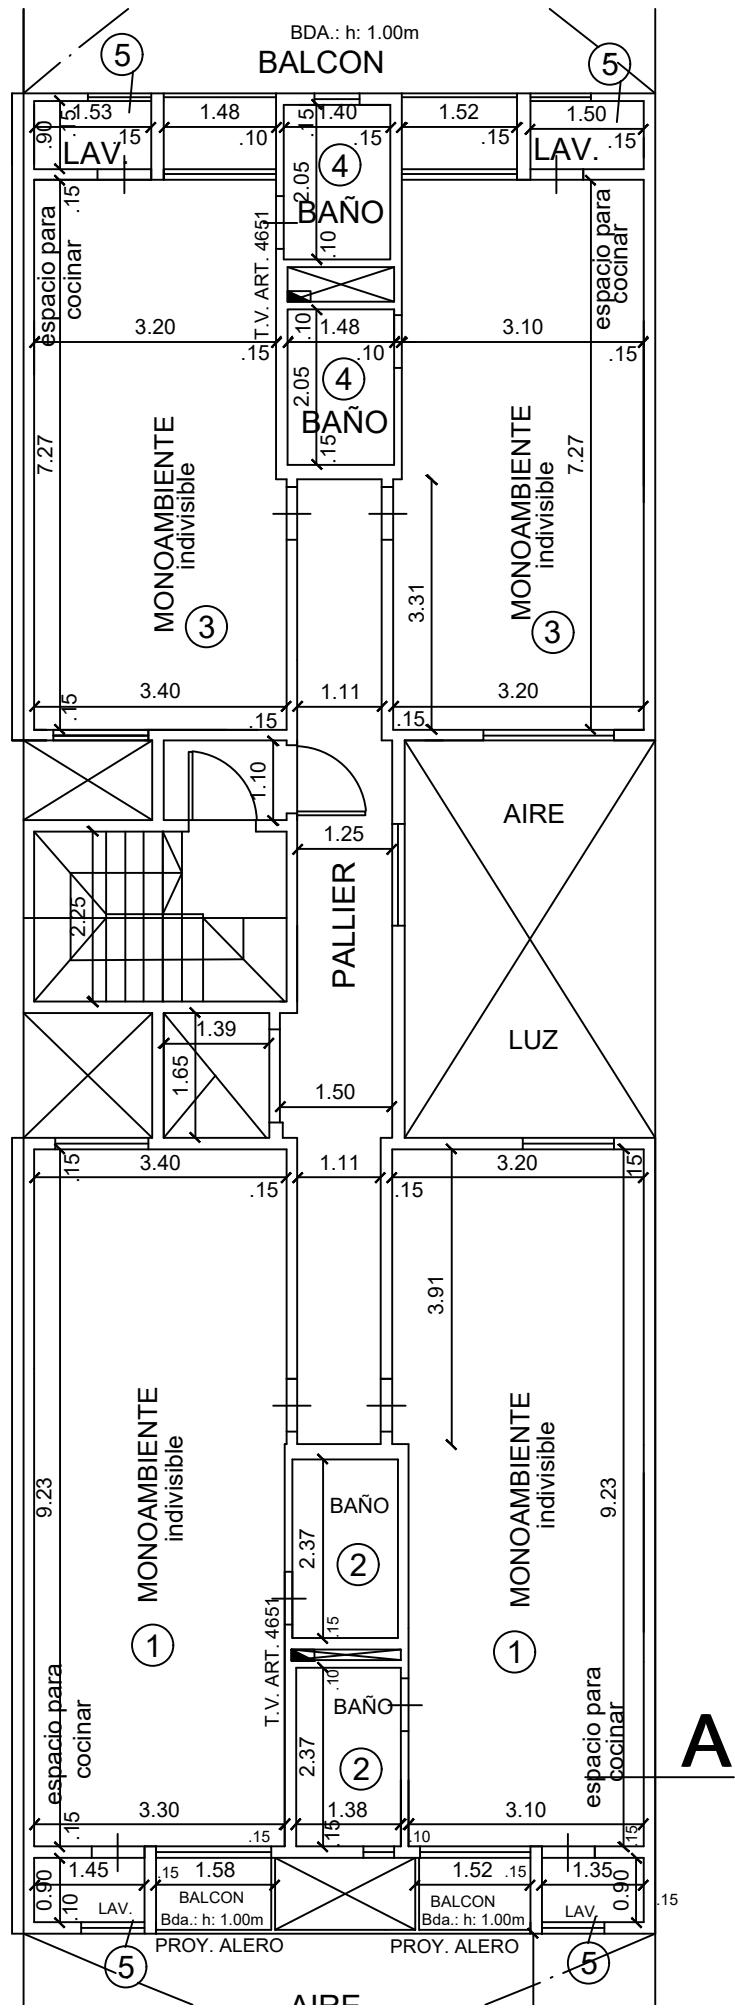 BDA.: h: 1.00m
BALCON
5
5
1.53
1.48
1.40
1.52
1.50
.90
.15
.15
.10
.15
.15
.15
.15
LAV.
4
LAV.
2.05
BAÑO
.15
espacio para
cocinar
T.V. ART. 4651
.10
espacio para
cocinar
3.20
.10
1.48
3.10
.15
.10
.15
2.05
4
BAÑO
.15
7.27
MONOAMBIENTE
indivisible
MONOAMBIENTE
indivisible
7.27
3.31
3
3
3.40
1.11
3.20
.15
.15
.15
1.10
AIRE
1.25
PALLIER
2.25
LUZ
1.39
1.65
1.50
3.40
1.11
3.20
.15
.15
.15
.15
3.91
MONOAMBIENTE
indivisible
MONOAMBIENTE
indivisible
9.23
9.23
BAÑO
2.37
2
.15
1
1
T.V. ART. 4651
.10
BAÑO
2.37
2
espacio para
cocinar
espacio para
cocinar
A
3.30
1.38
3.10
.15
.15
.15
.10
.15
0.90
1.45
.15
1.58
1.52
.15
1.35
0.90
.15
.10
LAV.
BALCON
Bda.: h: 1.00m
BALCON
Bda.: h: 1.00m
LAV.
PROY. ALERO
PROY. ALERO
5
5
AIRE